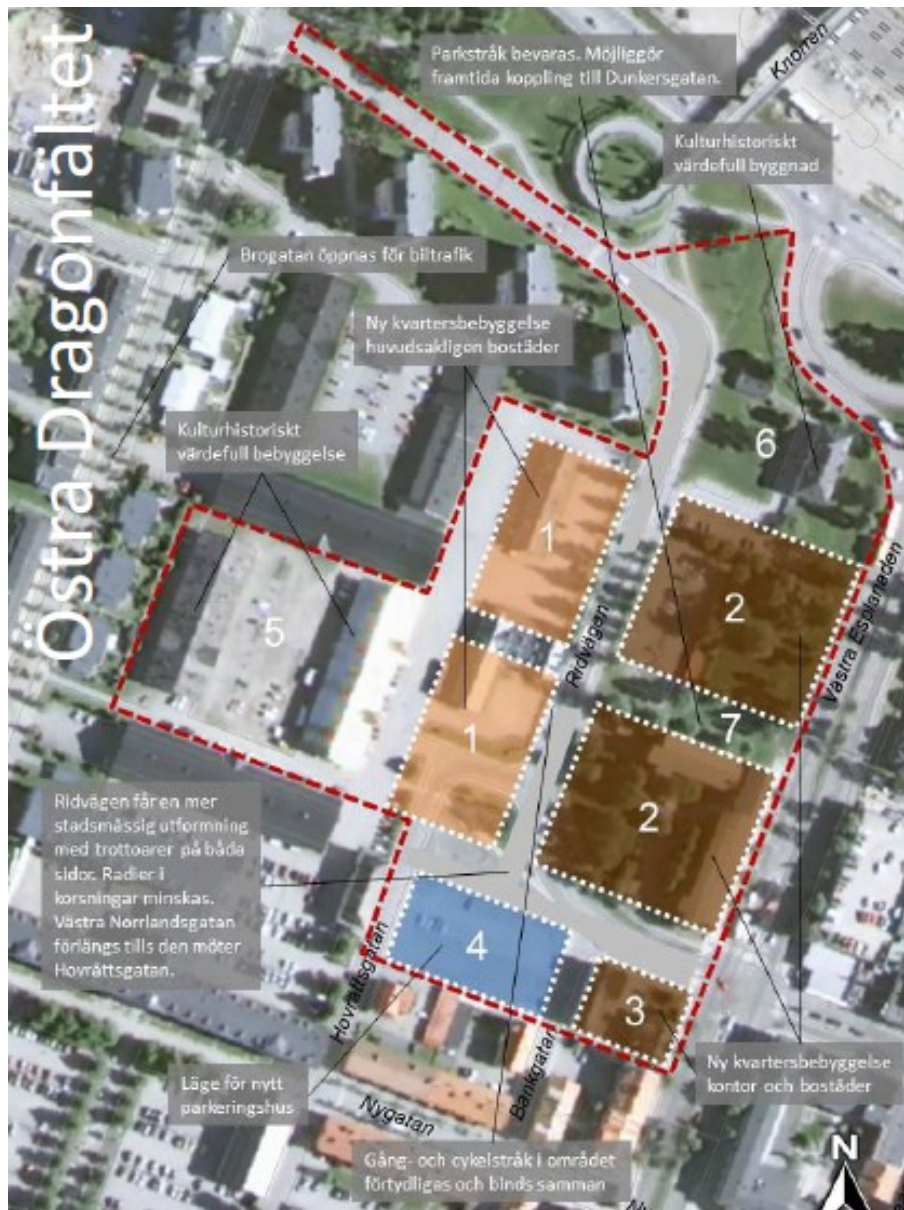 Östra Dragonfältet
Parkstråk bevaras. Möjliggör
framtida koppling till Dunkersgatan.
Knorren
Kulturhistoriskt
värdefull byggnad
Brogatan öppnas för biltrafik
Ny kvartersbebyggelse
huvudsakligen bostäder
Kulturhistoriskt
värdefull bebyggelse
6
1
5
2
Ridvägen
Västra Esplanaden
7
1
2
Ridvägen får en mer
stadsmässig utformning
med trottoarer på båda
sidor. Radier i
korsningar minskas.
Västra Norrlandsgatan
förlängs tills den möter
Hovrättsgatan.
4
Hovrättsgatan
3
Bankgatan
Ny kvartersbebyggelse
kontor och bostäder
Läge för nytt
parkeringshus
Nygatan
Gång- och cykelstråk i området
förtydligas och binds samman
N